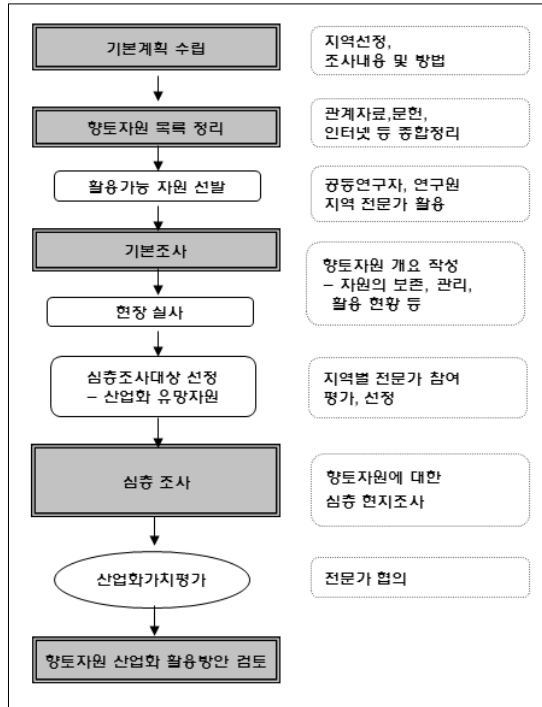 기본계획 수립
지역선정,
조사내용 및 방법
향토자원 목록 정리
관계자료,문헌,
인터넷 등 종합정리
활용가능 자원 선발
공동연구자, 연구원
지역 전문가 활용
기본조사
향토자원 개요 작성
– 자원의 보존, 관리,
활용 현황 등
현장 실사
심층조사대상 선정
– 산업화 유망자원
지역별 전문가 참여
평가, 선정
심층 조사
향토자원에 대한
심층 현지조사
산업화가치평가
전문가 협의
향토자원 산업화 활용방안 검토